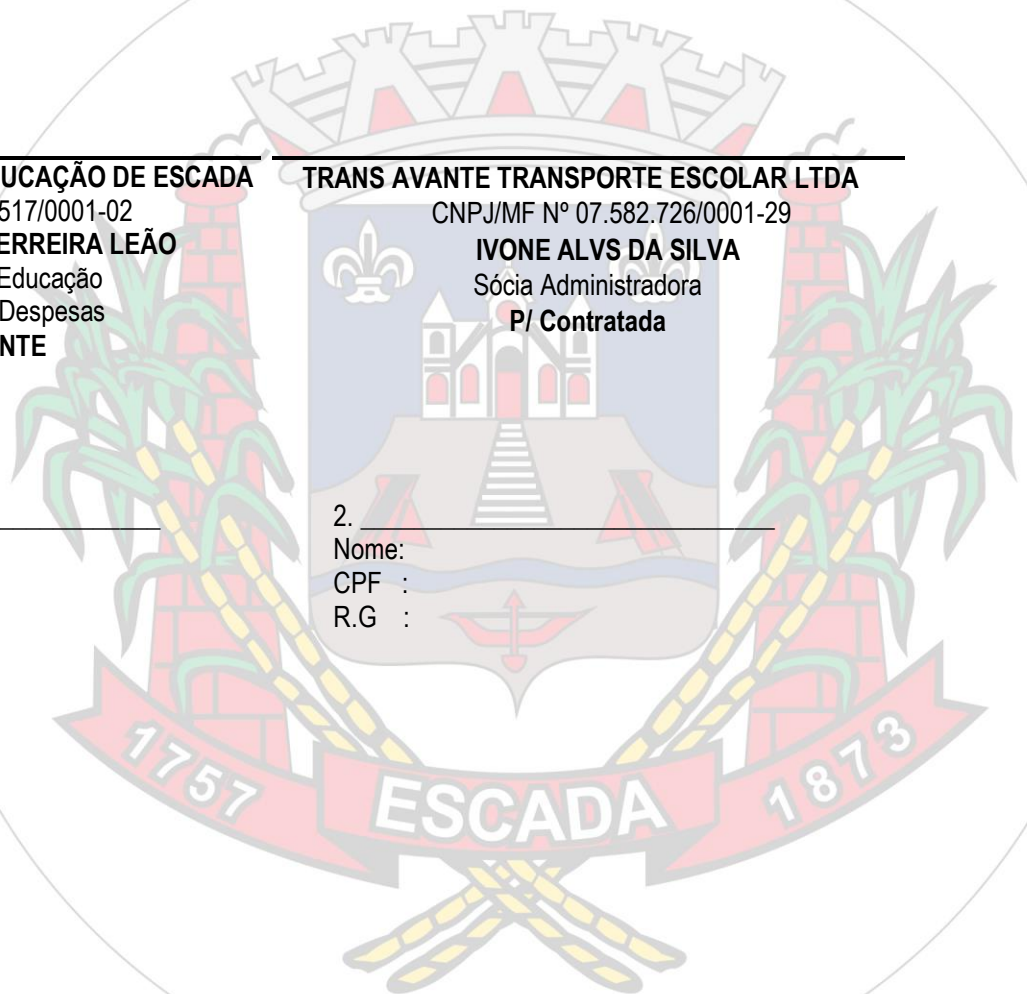 UCAÇÃO DE ESCADA
517/0001-02
ERREIRA LEÃO
Educação
Despesas
NTE
TRANS AVANTE TRANSPORTE ESCOLAR LTDA
CNPJ/MF Nº 07.582.726/0001-29
IVONE ALVS DA SILVA
Sócia Administradora
P/ Contratada
2. ______________________________
Nome:
CPF :
R.G :
1757
ESCADA
1873